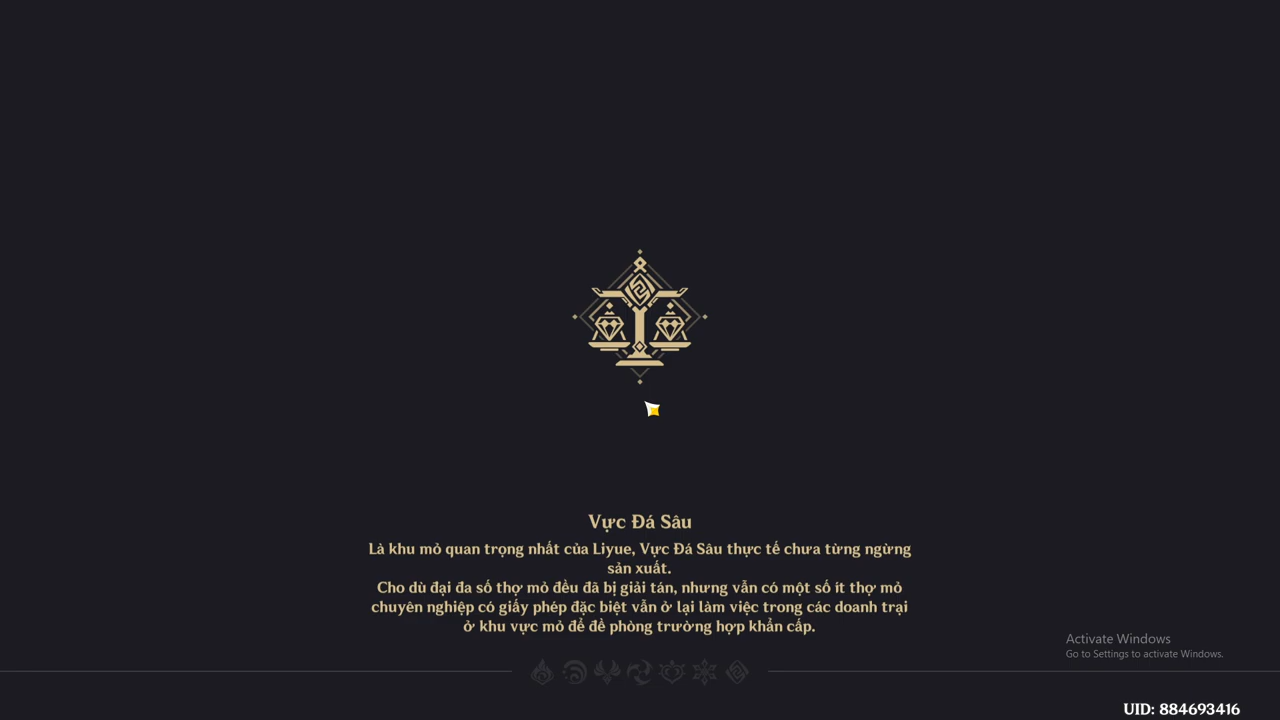 Vực Đá Sâu
Là khu mỏ quan trọng nhất của Liyue, Vực Đá Sâu thực tế chưa từng ngừng
sản xuất.
Cho dù đại đa số thợ mỏ đều đã bị giải tán, nhưng vẫn có một số ít thợ mỏ
chuyên nghiệp có giấy phép đặc biệt vẫn ở lại làm việc trong các doanh trại
ở khu vực mỏ để đề phòng trường hợp khẩn cấp.
Activate Windows
Go to Settings to activate Windows.
UID: 884693416